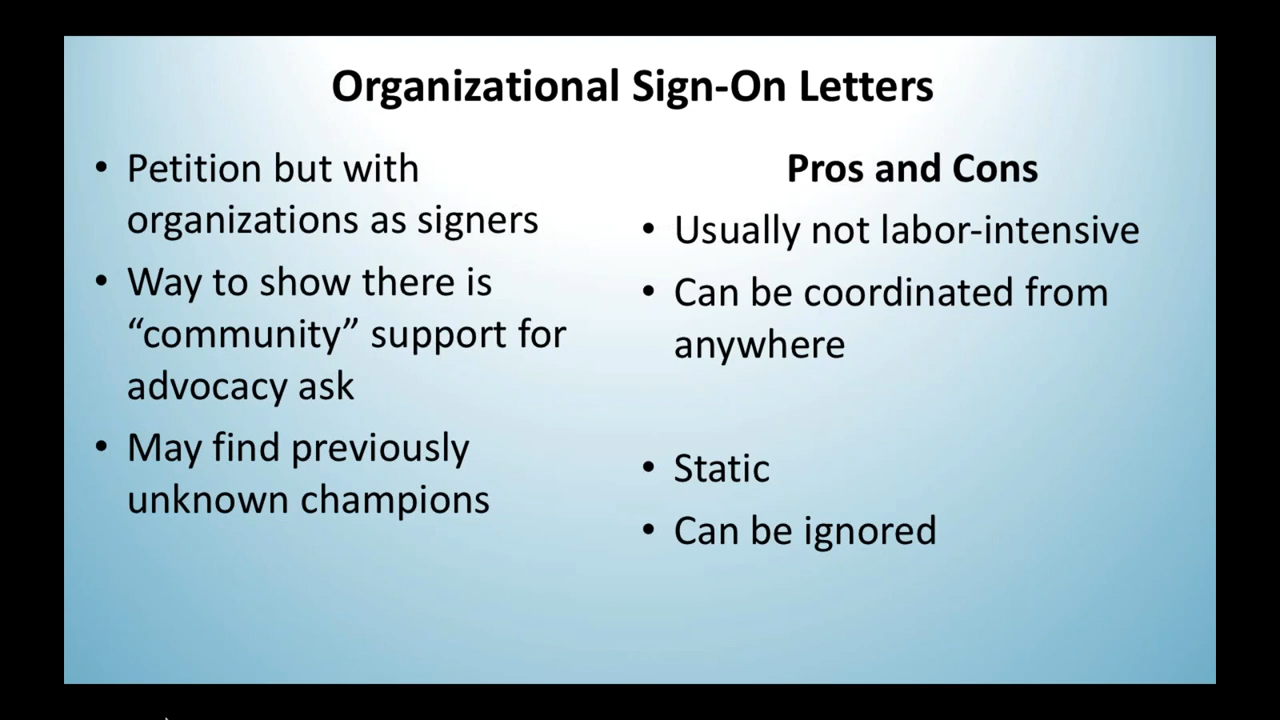 Organizational Sign-On Letters
• Petition but with
organizations as signers
• Way to show there is
“community” support for
advocacy ask
• May find previously
unknown champions
Pros and Cons
• Usually not labor-intensive
• Can be coordinated from
anywhere
• Static
• Can be ignored